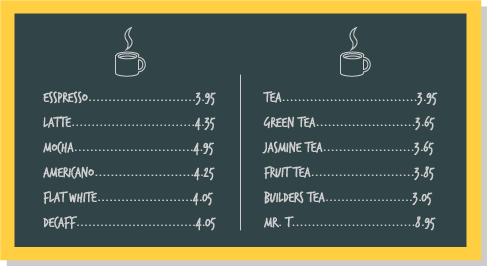 ESSPRESSO..........................3.95
LATTE..............................4.35
MOCHA.............................4.95
AMERICANO........................4.25
FLAT WHITE.......................4.05
DECAFF............................4.05
TEA.................................3.95
GREEN TEA........................3.65
JASMINE TEA......................3.65
FRUIT TEA.........................3.85
BUILDERS TEA.....................3.05
MR. T..............................8.95